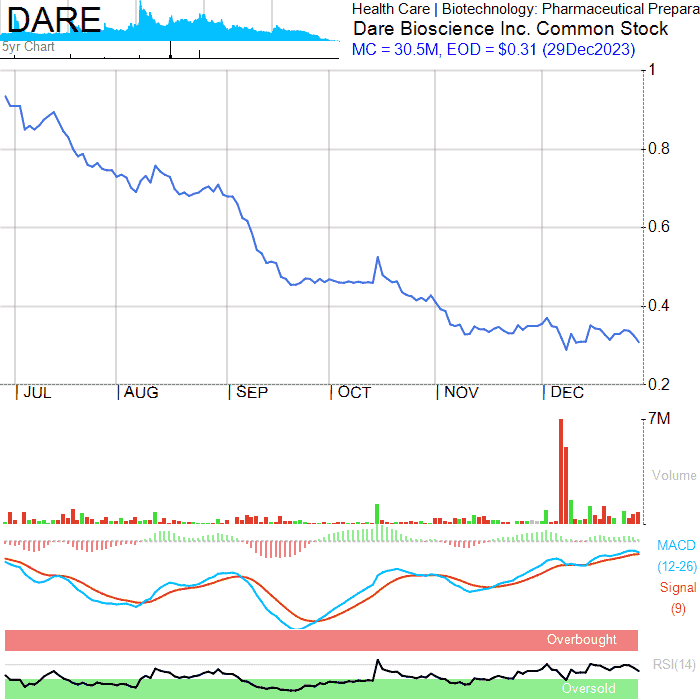 DARE
5yr Chart
Health Care | Biotechnology: Pharmaceutical Prepara
Dare Bioscience Inc. Common Stock
MC = 30.5M, EOD = $0.31 (29Dec2023)
1
0.8
0.6
0.4
0.2
JUL AUG SEP OCT NOV DEC
7M
Volume
MACD
(12-26)
Signal
(9)
Overbought
RSI(14)
Oversold